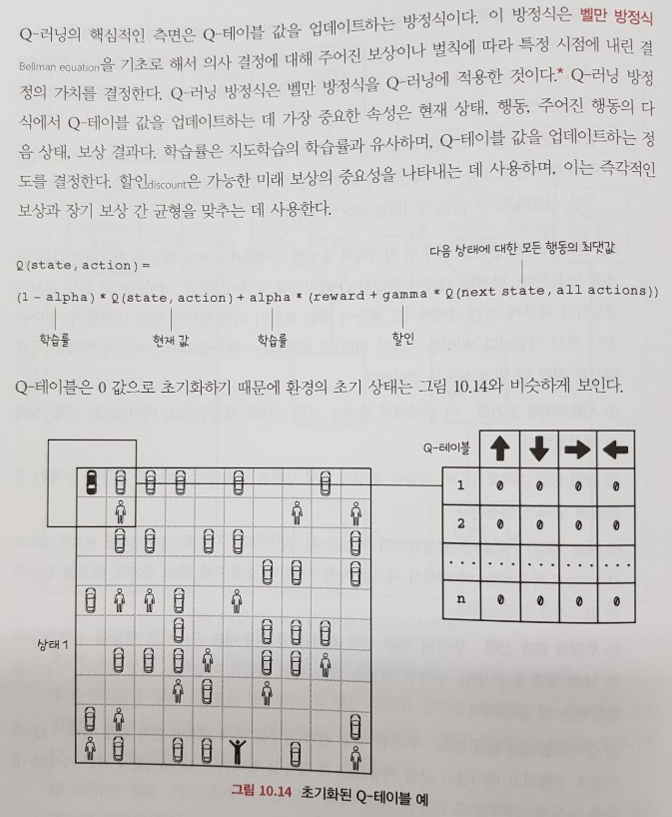 Q-러닝의 핵심적인 측면은 Q-테이블 값을 업데이트하는 방정식이다. 이 방정식은 벨만 방정식
Bellman equation을 기초로 해서 의사 결정에 대해 주어진 보상이나 벌칙에 따라 특정 시점에 내린 결
정의 가치를 결정한다. Q-러닝 방정식은 벨만 방정식을 Q-러닝에 적용한 것이다.* Q-러닝 방정
식에서 Q-테이블 값을 업데이트하는 데 가장 중요한 속성은 현재 상태, 행동, 주어진 행동의 다
음 상태, 보상 결과다. 학습률은 지도학습의 학습률과 유사하며, Q-테이블 값을 업데이트하는 정
도를 결정한다. 할인discount은 가능한 미래 보상의 중요성을 나타내는 데 사용하며, 이는 즉각적인
보상과 장기 보상 간 균형을 맞추는 데 사용한다.
다음 상태에 대한 모든 행동의 최댓값
Q(state, action) =
(1 - alpha) * Q(state, action) + alpha * (reward + gamma * Q(next state, all actions))
학습률 현재 값 학습률 할인
Q-테이블은 0 값으로 초기화하기 때문에 환경의 초기 상태는 그림 10.14와 비슷하게 보인다.
Q-테이블
1 0 0 0 0
2 0 0 0 0
n 0 0 0 0
상태 1
그림 10.14 초기화된 Q-테이블 예